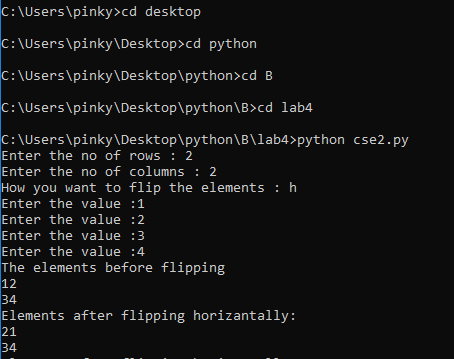 C:\Users\pinky>cd desktop
C:\Users\pinky\Desktop>cd python
C:\Users\pinky\Desktop\python>cd B
C:\Users\pinky\Desktop\python\B>cd lab4
C:\Users\pinky\Desktop\python\B\lab4>python cse2.py
Enter the no of rows : 2
Enter the no of columns : 2
How you want to flip the elements : h
Enter the value :1
Enter the value :2
Enter the value :3
Enter the value :4
The elements before flipping
12
34
Elements after flipping horizantally:
21
34